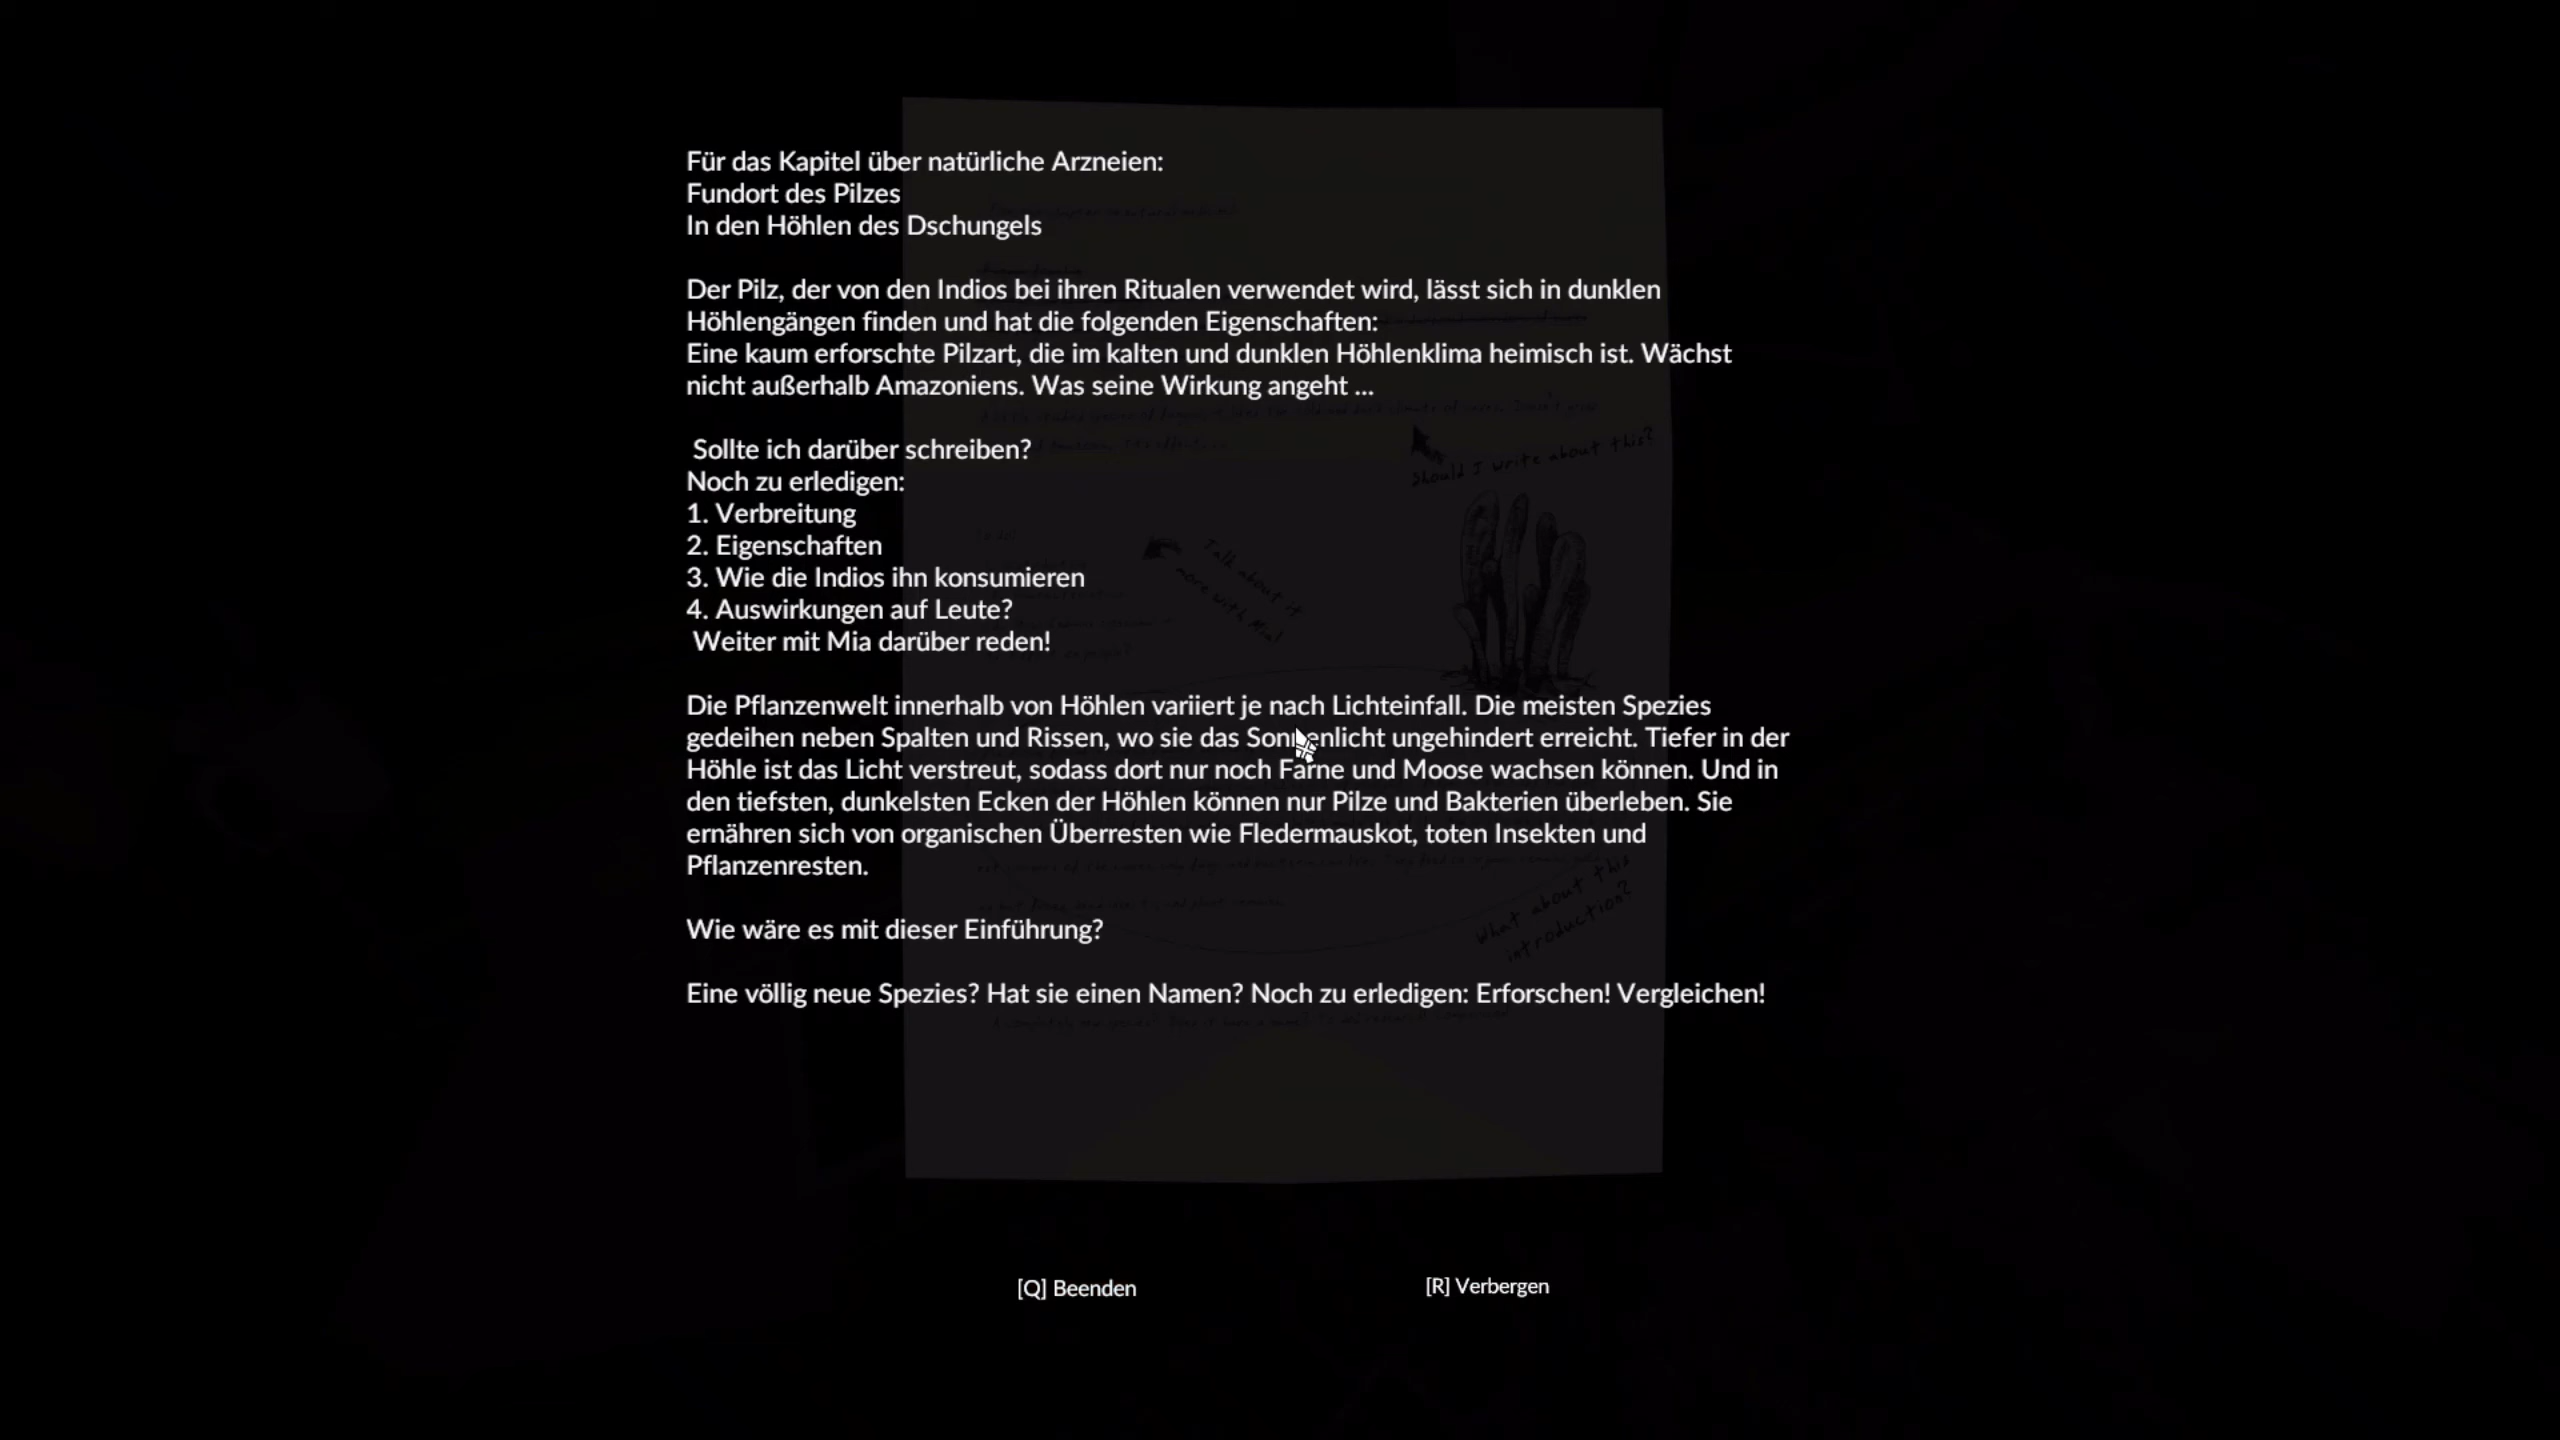 Für das Kapitel über natürliche Arzneien:
Fundort des Pilzes
In den Höhlen des Dschungels
Der Pilz, der von den Indios bei ihren Ritualen verwendet wird, lässt sich in dunklen
Höhlengängen finden und hat die folgenden Eigenschaften:
Eine kaum erforschte Pilzart, die im kalten und dunklen Höhlenklima heimisch ist. Wächst
nicht außerhalb Amazoniens. Was seine Wirkung angeht ...
Sollte ich darüber schreiben?
Noch zu erledigen:
1. Verbreitung
2. Eigenschaften
3. Wie die Indios ihn konsumieren
4. Auswirkungen auf Leute?
Weiter mit Mia darüber reden!
Die Pflanzenwelt innerhalb von Höhlen variiert je nach Lichteinfall. Die meisten Spezies
gedeihen neben Spalten und Rissen, wo sie das Sonnenlicht ungehindert erreicht. Tiefer in der
Höhle ist das Licht verstreut, sodass dort nur noch Farne und Moose wachsen können. Und in
den tiefsten, dunkelsten Ecken der Höhlen können nur Pilze und Bakterien überleben. Sie
ernähren sich von organischen Überresten wie Fledermauskot, toten Insekten und
Pflanzenresten.
Wie wäre es mit dieser Einführung?
Eine völlig neue Spezies? Hat sie einen Namen? Noch zu erledigen: Erforschen! Vergleichen!
Should I write about this?
Talk about it
more with Mia!
What about this
introduction?
[Q] Beenden
[R] Verbergen